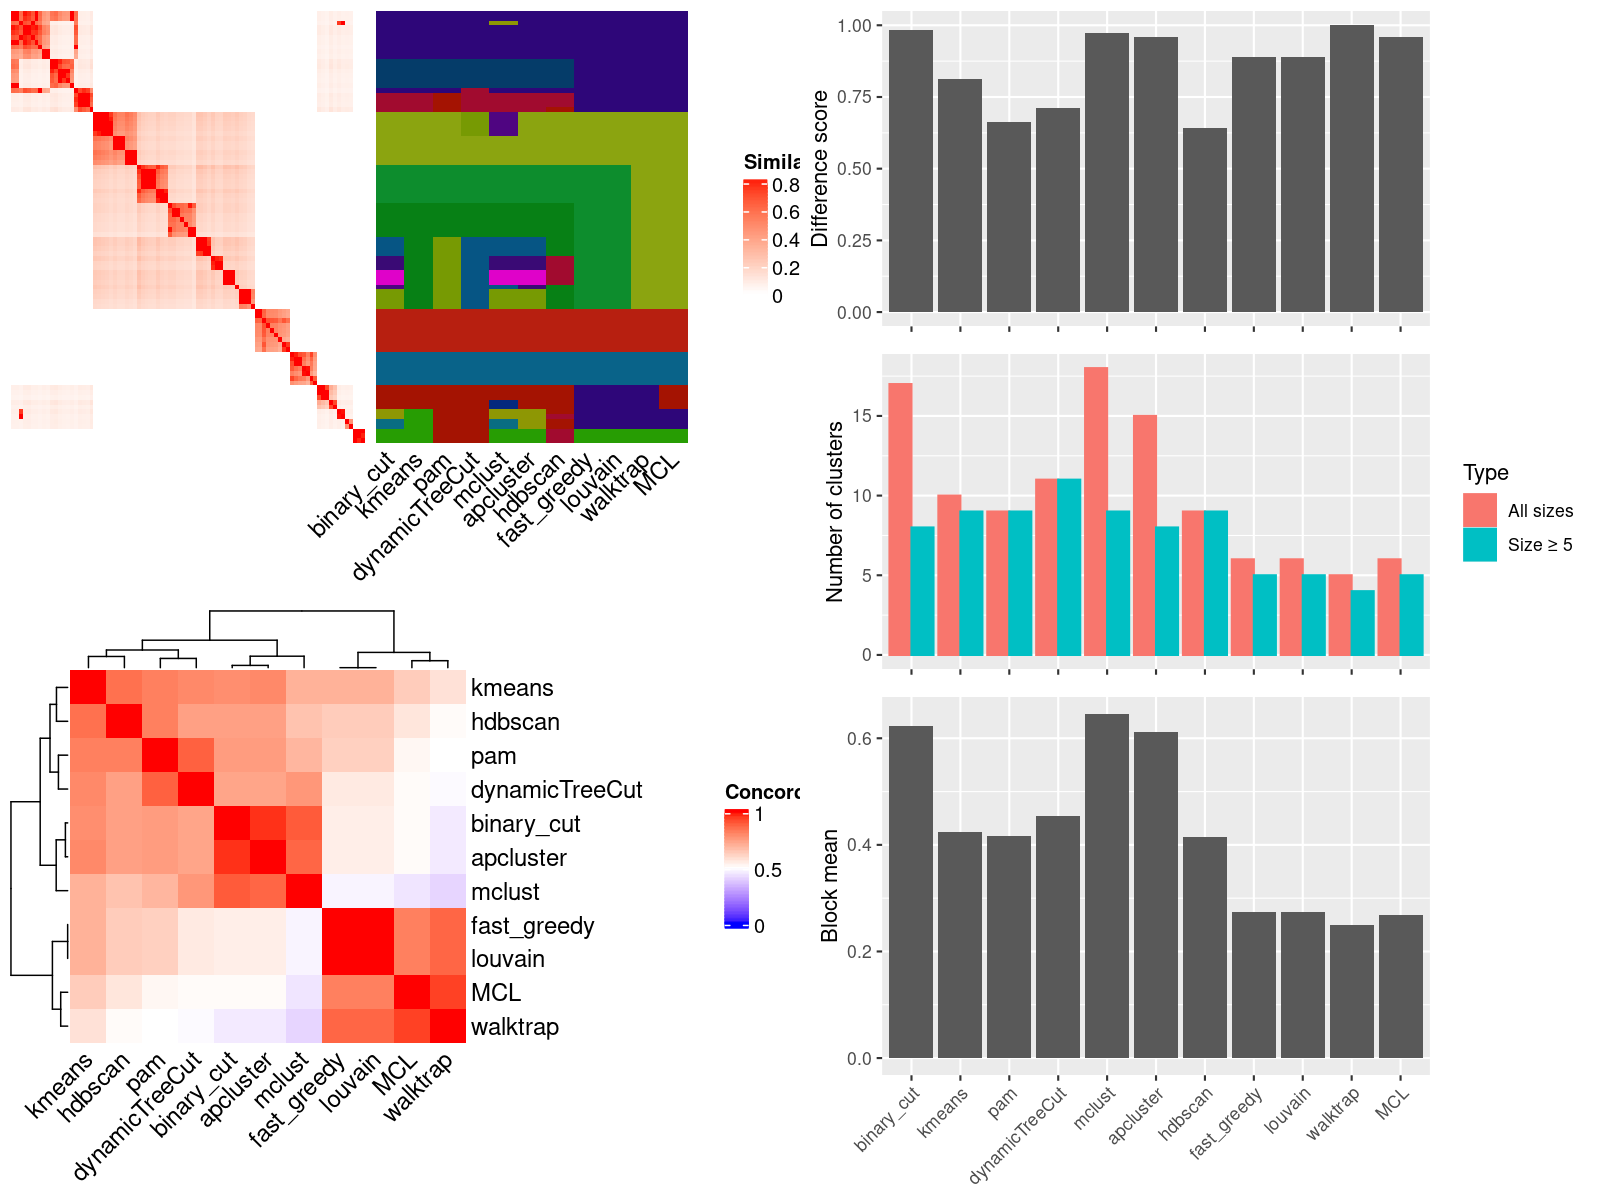 Simila
0.8
0.6
0.4
0.2
0
binary_cut
kmeans
pam
dynamicTreeCut
mclust
apcluster
hdbscan
fast_greedy
louvain
walktrap
MCL
kmeans
hdbscan
pam
dynamicTreeCut
binary_cut
apcluster
mclust
fast_greedy
louvain
MCL
walktrap
Concord
1
0.5
0
kmeans
hdbscan
pam
dynamicTreeCut
binary_cut
apcluster
mclust
fast_greedy
louvain
MCL
walktrap
Difference score
1.00
0.75
0.50
0.25
0.00
Number of clusters
15
10
5
0
Type
All sizes
Size ≥ 5
Block mean
0.6
0.4
0.2
0.0
binary_cut
kmeans
pam
dynamicTreeCut
mclust
apcluster
hdbscan
fast_greedy
louvain
walktrap
MCL